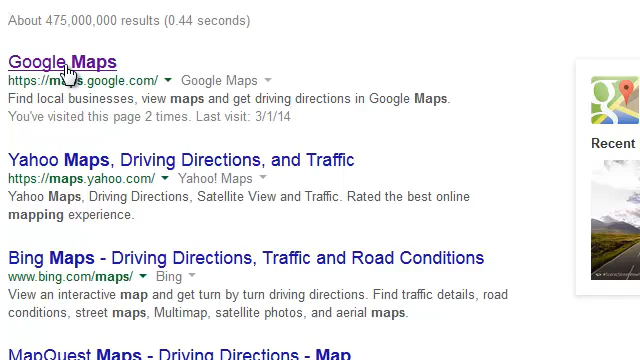 About 475,000,000 results (0.44 seconds)
Google Maps
https://maps.google.com/ Google Maps
Find local businesses, view maps and get driving directions in Google Maps.
You've visited this page 2 times. Last visit: 3/1/14
Yahoo Maps, Driving Directions, and Traffic
https://maps.yahoo.com/ Yahoo! Maps
Yahoo Maps, Driving Directions, Satellite View and Traffic. Rated the best online
mapping experience.
Bing Maps - Driving Directions, Traffic and Road Conditions
www.bing.com/maps/ Bing
View an interactive map and get turn by turn driving directions. Find traffic details, road
conditions, street maps, Multimap, satellite photos, and aerial maps.
MapQuest Maps - Driving Directions - Map
Recent